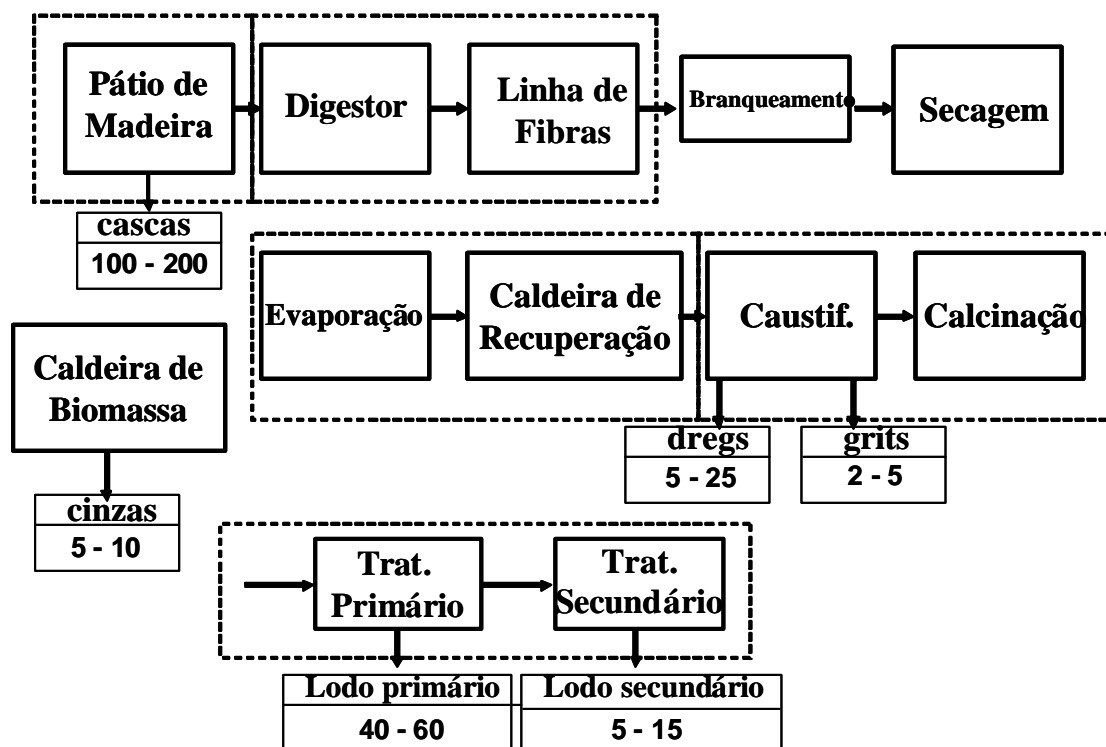 Pátio de
Madeira
Digestor
Linha de
Fibras
Branqueamento
Secagem
cascas
100 - 200
Evaporação
Caldeira de
Recuperação
Caustif.
Calcinação
Caldeira de
Biomassa
dregs
5 - 25
grits
2 - 5
cinzas
5 - 10
Trat.
Primário
Trat.
Secundário
Lodo primário
40 - 60
Lodo secundário
5 - 15